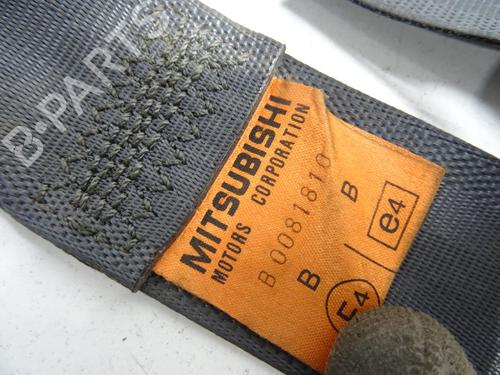 B-PARTS
MITSUBISHI
MOTORS CORPORATION
B 0081810
B B
E4 e4